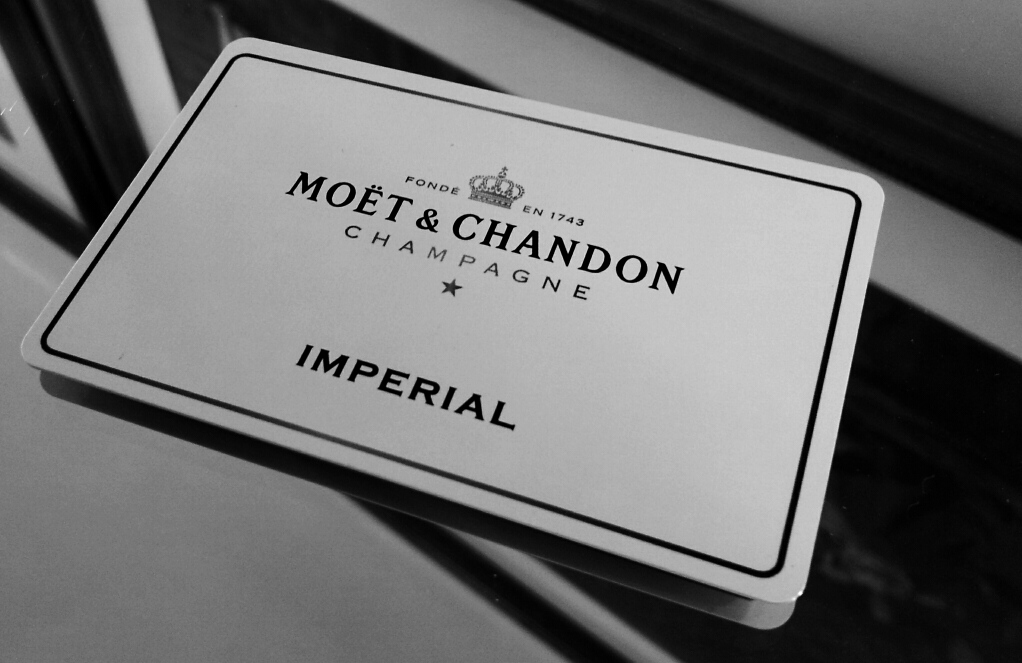 FONDÉ EN 1743
MOËT & CHANDON
CHAMPAGNE
IMPERIAL